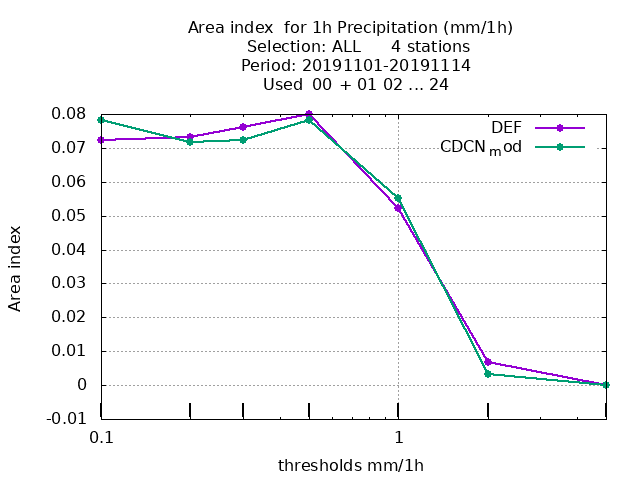 Area index  for 1h Precipitation (mm/1h)
Selection: ALL      4 stations
Period: 20191101-20191114
Used  00 + 01 02 ... 24
DEF
CDCN_mod
0.08
0.07
0.06
0.05
0.04
0.03
0.02
0.01
0
-0.01
Area index
0.1
1
thresholds mm/1h